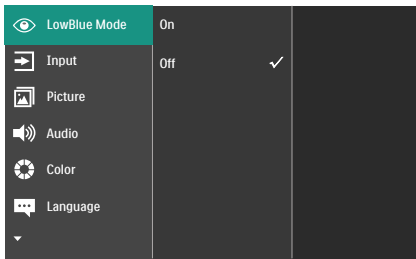 LowBlue Mode
On
Input
Off
Picture
Audio
Color
Language